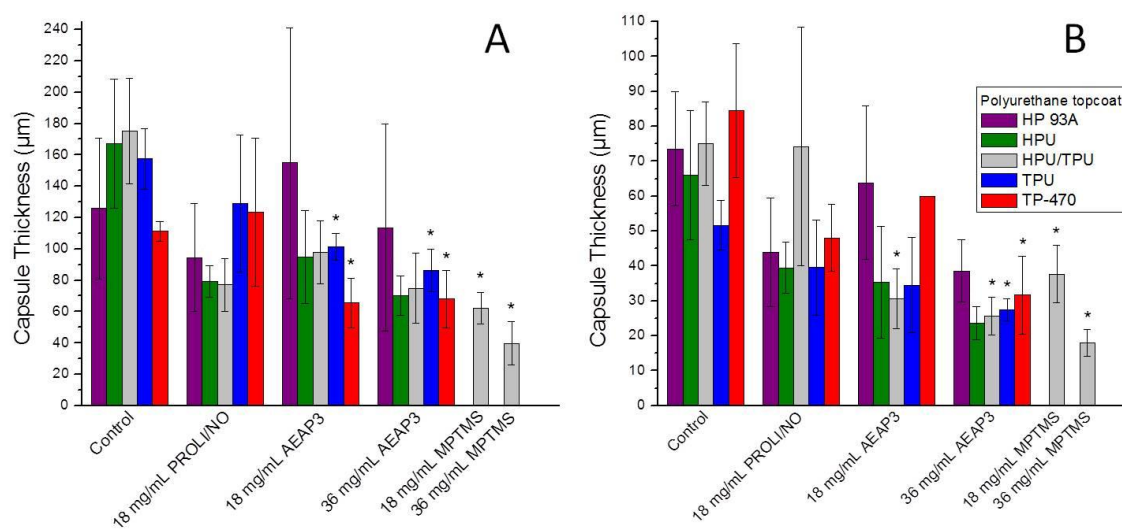 A
Capsule Thickness (μm)
240
220
200
180
160
140
120
100
80
60
40
20
0
* * * * * *
Control
18 mg/mL PROLI/NO
18 mg/mL AEAP3
36 mg/mL AEAP3
18 mg/mL MPTMS
36 mg/mL MPTMS
B
Capsule Thickness (μm)
110
100
90
80
70
60
50
40
30
20
10
0
* * * * * *
Control
18 mg/mL PROLI/NO
18 mg/mL AEAP3
36 mg/mL AEAP3
18 mg/mL MPTMS
36 mg/mL MPTMS
Polyurethane topcoat
HP 93A
HPU
HPU/TPU
TPU
TP-470